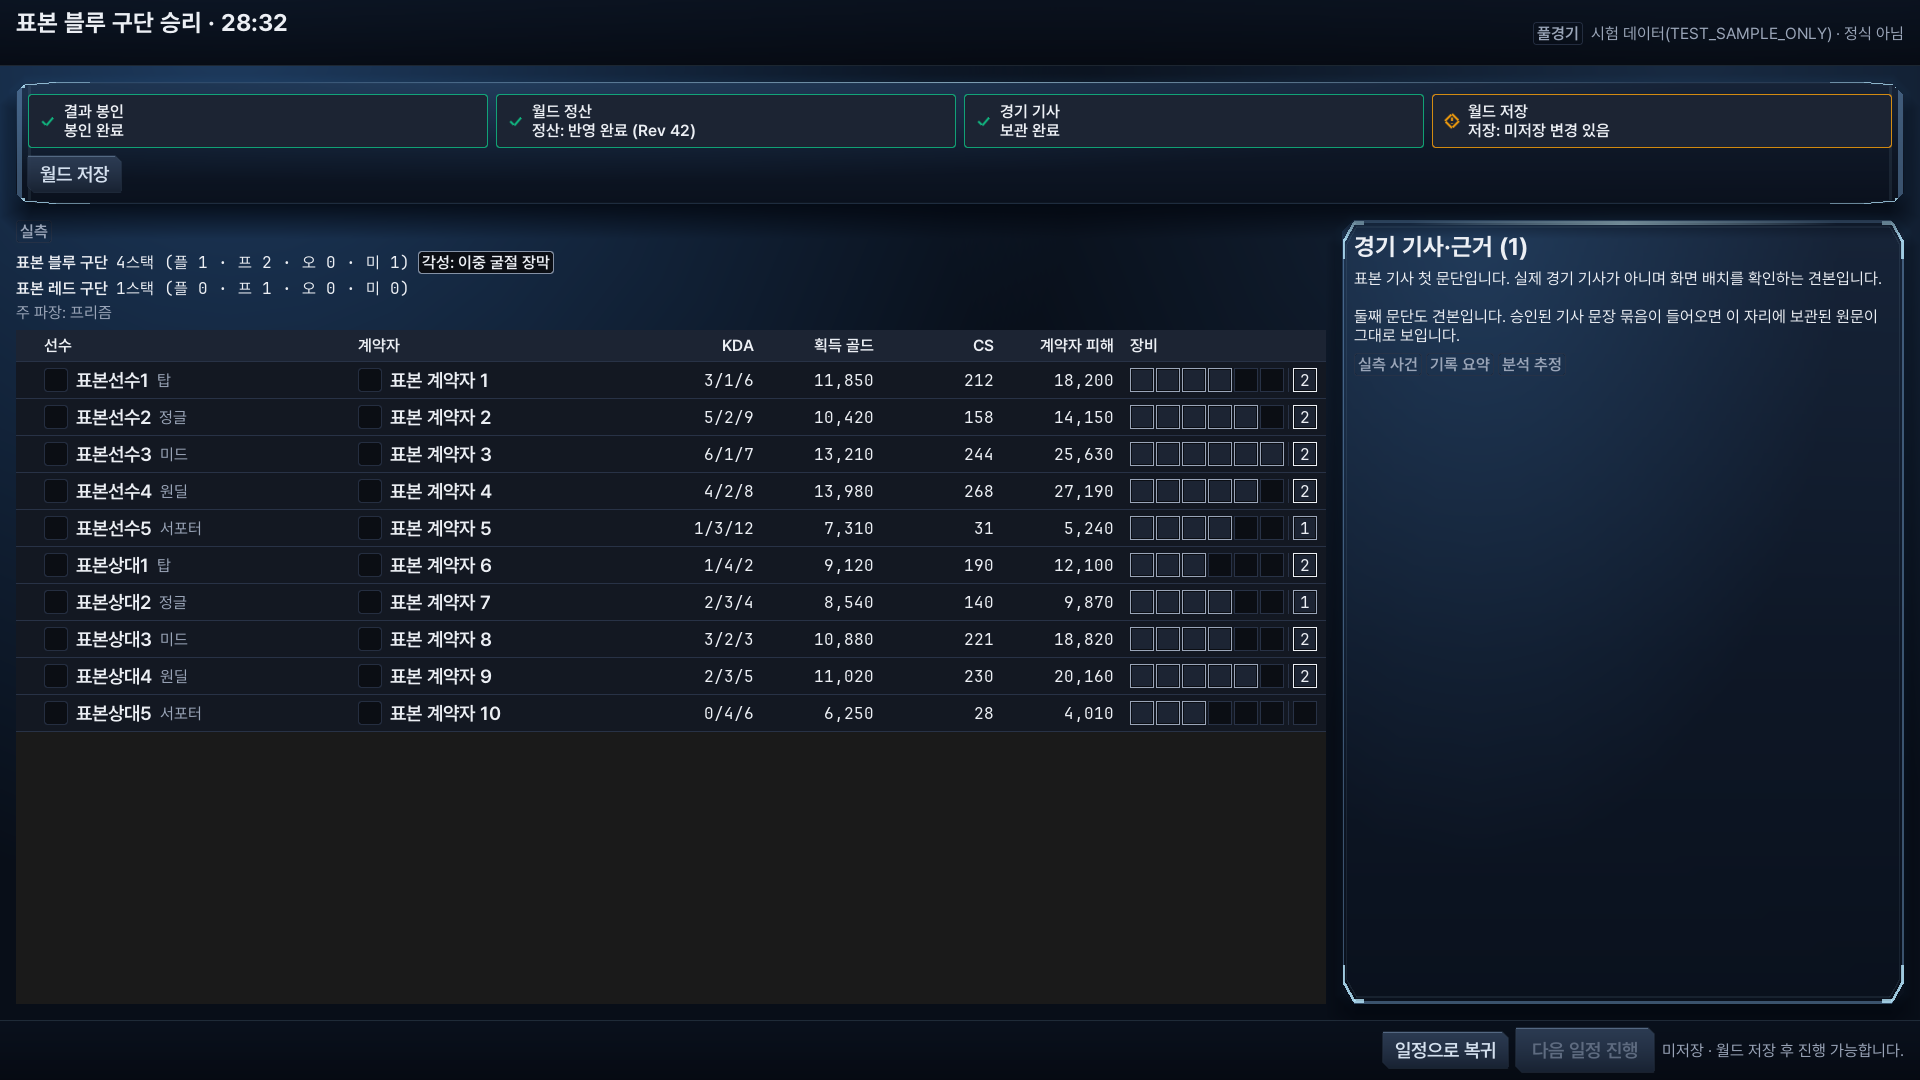 표본 블루 구단 승리 · 28:32
풀경기 시험 데이터(TEST_SAMPLE_ONLY) · 정식 아님
결과 봉인
봉인 완료
월드 정산
정산: 반영 완료 (Rev 42)
경기 기사
보관 완료
월드 저장
저장: 미저장 변경 있음
월드 저장
실측
표본 블루 구단 4스택 (플 1 · 프 2 · 오 0 · 미 1) 각성: 이중 굴절 장막
표본 레드 구단 1스택 (플 0 · 프 1 · 오 0 · 미 0)
주 파장: 프리즘
선수 계약자 KDA 획득 골드 CS 계약자 피해 장비
표본선수1 탑 표본 계약자 1 3/1/6 11,850 212 18,200 2
표본선수2 정글 표본 계약자 2 5/2/9 10,420 158 14,150 2
표본선수3 미드 표본 계약자 3 6/1/7 13,210 244 25,630 2
표본선수4 원딜 표본 계약자 4 4/2/8 13,980 268 27,190 2
표본선수5 서포터 표본 계약자 5 1/3/12 7,310 31 5,240 1
표본상대1 탑 표본 계약자 6 1/4/2 9,120 190 12,100 2
표본상대2 정글 표본 계약자 7 2/3/4 8,540 140 9,870 1
표본상대3 미드 표본 계약자 8 3/2/3 10,880 221 18,820 2
표본상대4 원딜 표본 계약자 9 2/3/5 11,020 230 20,160 2
표본상대5 서포터 표본 계약자 10 0/4/6 6,250 28 4,010
경기 기사·근거 (1)
표본 기사 첫 문단입니다. 실제 경기 기사가 아니며 화면 배치를 확인하는 견본입니다.
둘째 문단도 견본입니다. 승인된 기사 문장 묶음이 들어오면 이 자리에 보관된 원문이
그대로 보입니다.
실측 사건 기록 요약 분석 추정
일정으로 복귀 다음 일정 진행 미저장 · 월드 저장 후 진행 가능합니다.